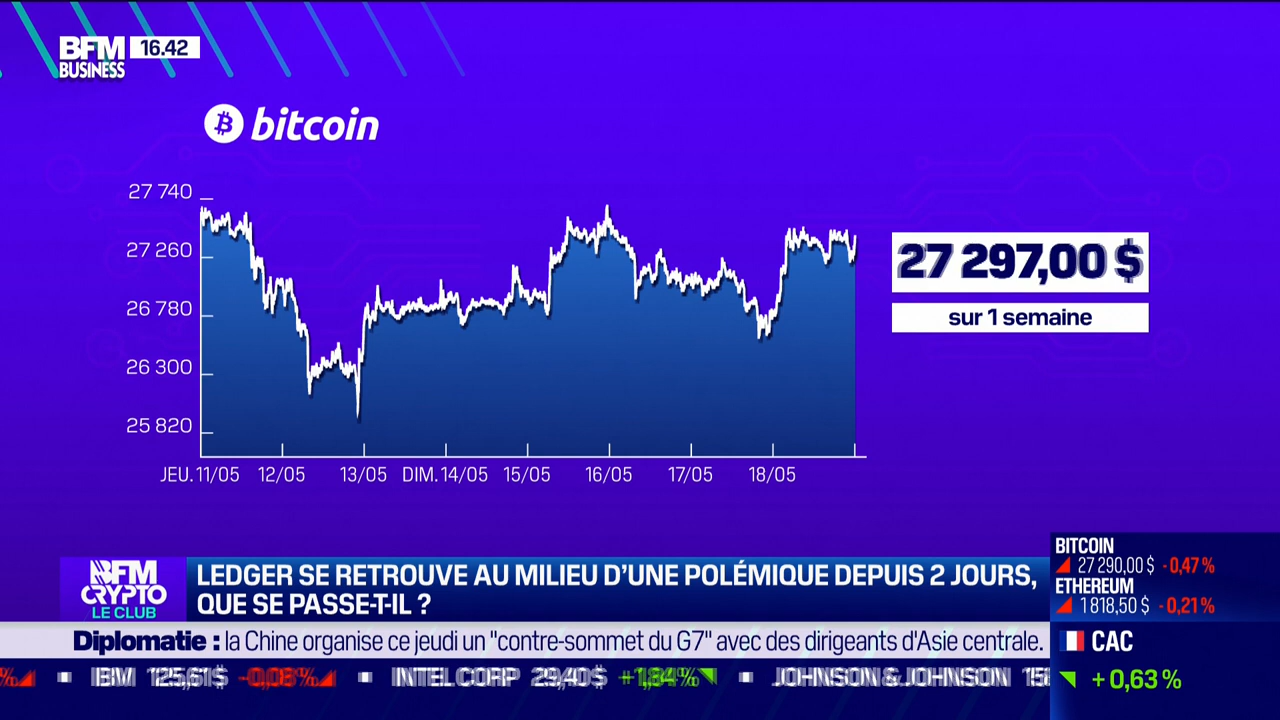 BFM
BUSINESS
16.42
bitcoin
27 740
27 260
26 780
26 300
25 820
JEU. 11/05 12/05 13/05 DIM. 14/05 15/05 16/05 17/05 18/05
27 297,00 $
sur 1 semaine
BFM
CRYPTO
LE CLUB
LEDGER SE RETROUVE AU MILIEU D'UNE POLÉMIQUE DEPUIS 2 JOURS,
QUE SE PASSE-T-IL ?
BITCOIN
27 290,00 $ -0,47 %
ETHEREUM
1 818,50 $ -0,21 %
Diplomatie : la Chine organise ce jeudi un "contre-sommet du G7" avec des dirigeants d'Asie centrale.
CAC
+0,63 %
% IBM 125,61$ -0,08% INTEL CORP 29,40$ +1,84% JOHNSON & JOHNSON